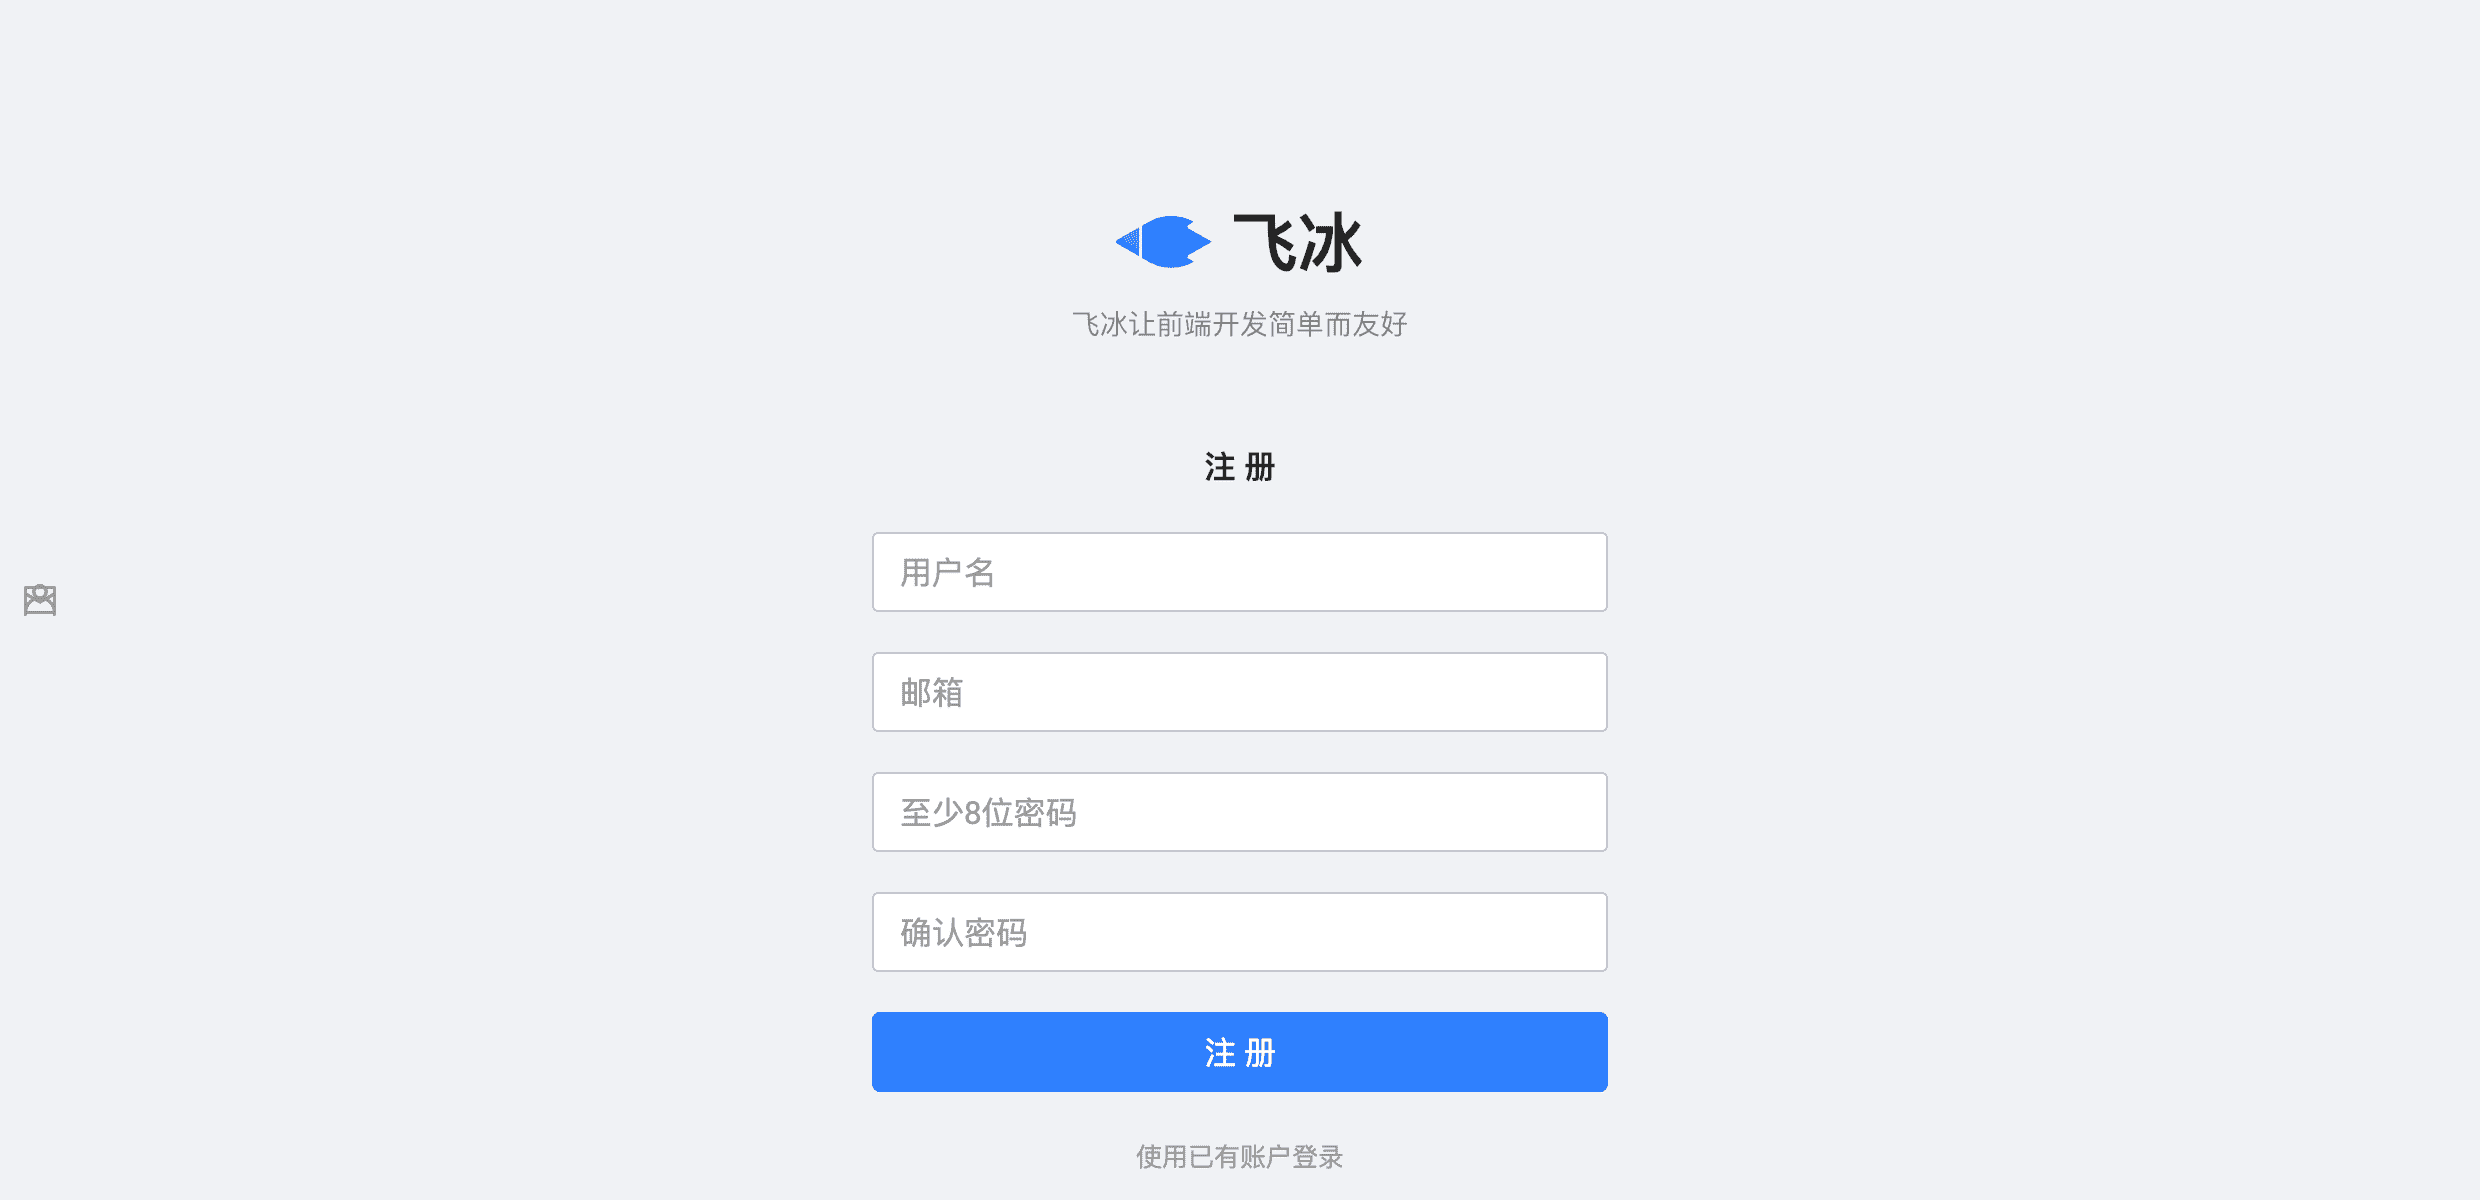 飞冰
飞冰让前端开发简单而友好
注 册
用户名
邮箱
至少8位密码
确认密码
注 册
使用已有账户登录